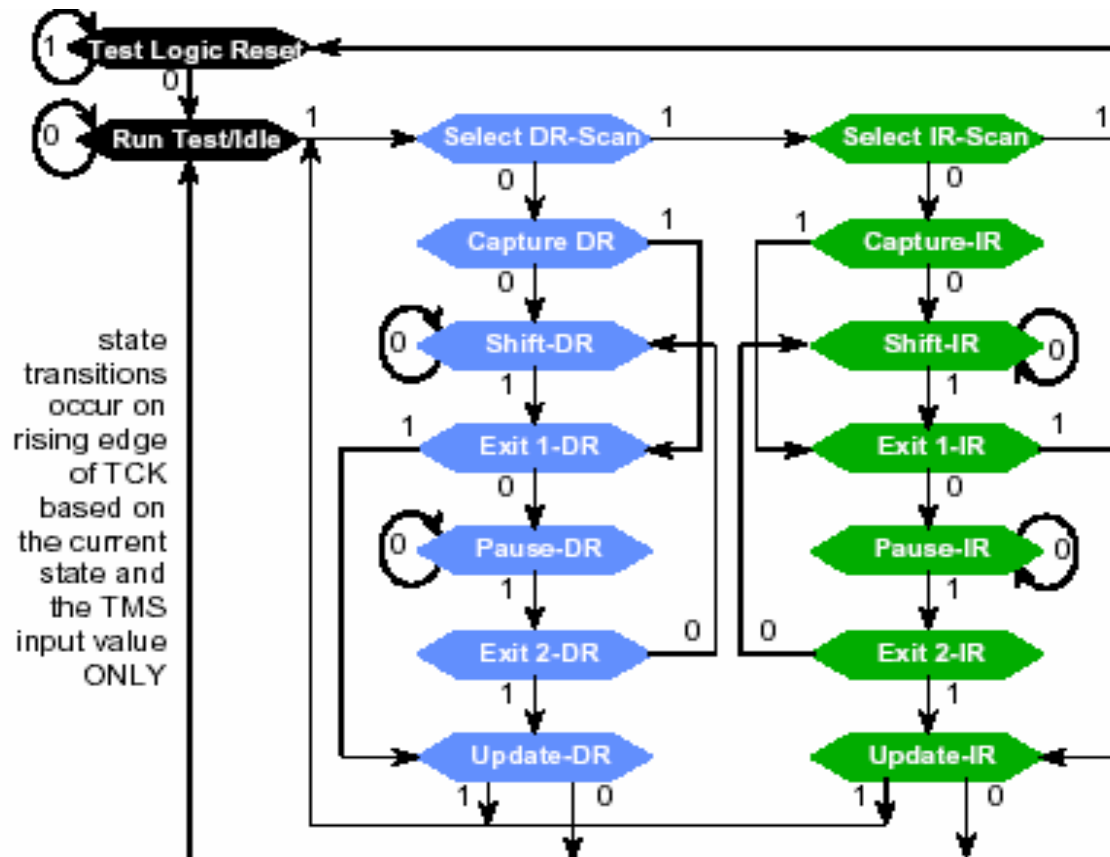 1
Test Logic Reset
0
0
Run Test/Idle
1
Select DR-Scan
1
Select IR-Scan
1
0
0
Capture DR
1
1
Capture-IR
0
0
0
Shift-DR
Shift-IR
0
1
1
1
Exit 1-DR
Exit 1-IR
1
0
0
0
Pause-DR
Pause-IR
0
1
1
Exit 2-DR
0
0
Exit 2-IR
1
1
Update-DR
Update-IR
1
0
1
0
state
transitions
occur on
rising edge
of TCK
based on
the current
state and
the TMS
input value
ONLY